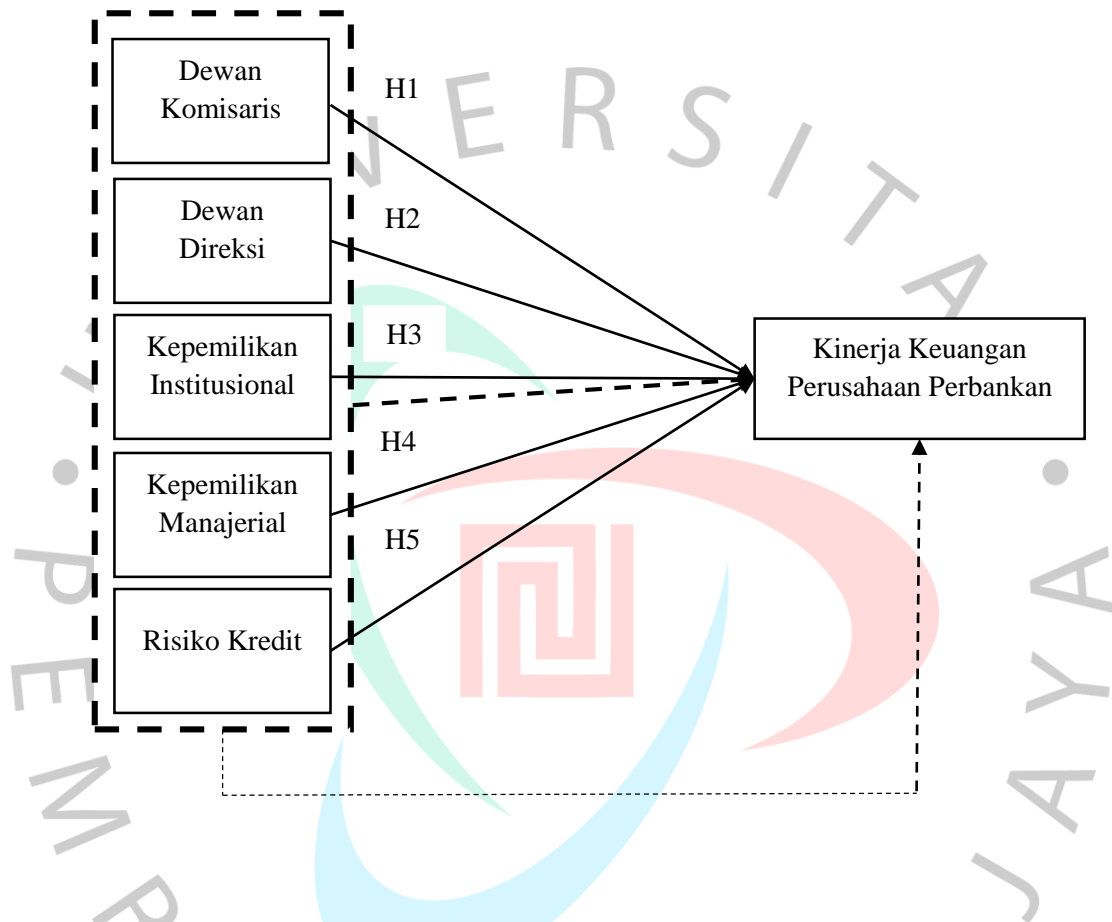 Dewan
Komisaris
H1
Dewan
Direksi
H2
Kepemilikan
Institusional
H3
Kepemilikan
Manajerial
H4
Risiko Kredit
H5
Kinerja Keuangan
Perusahaan Perbankan